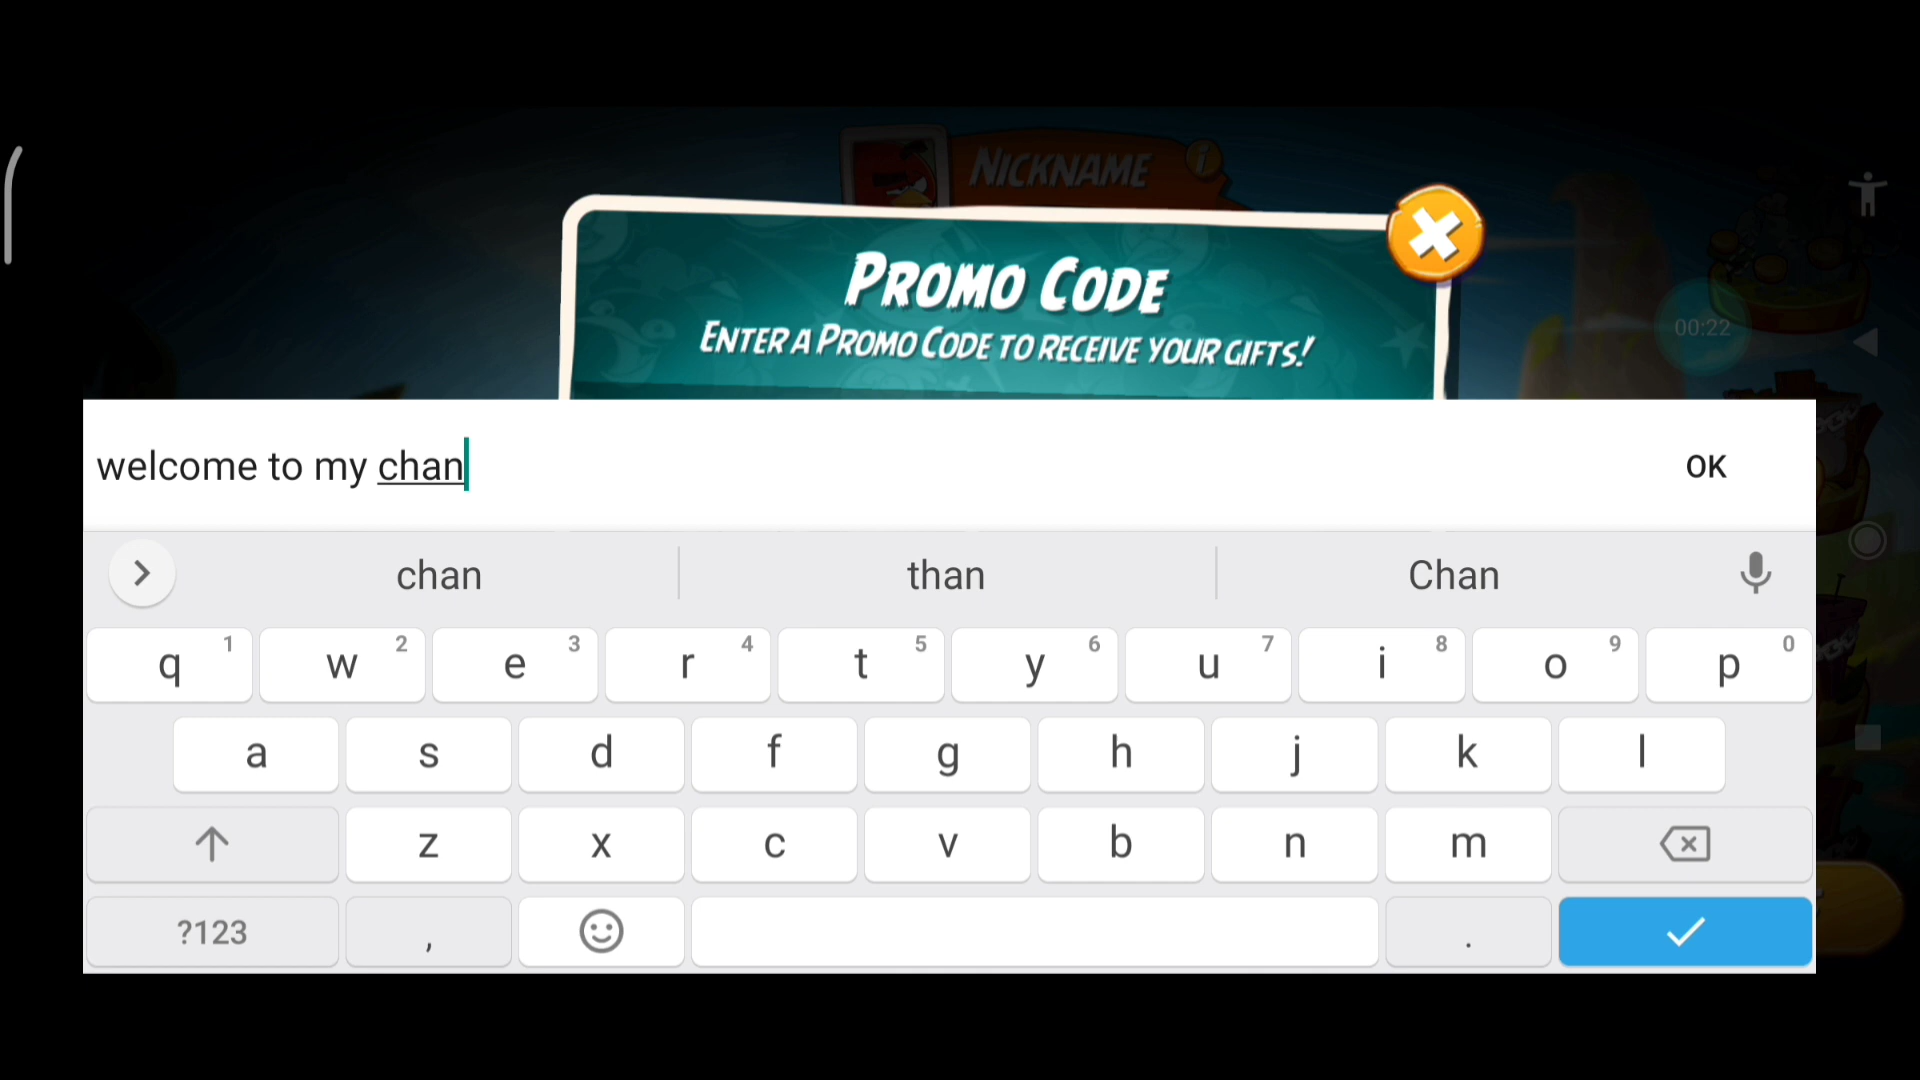 NICKNAME
i
PROMO CODE
ENTER A PROMO CODE TO RECEIVE YOUR GIFTS!
00:22
welcome to my chan
OK
chan than Chan
q 1 w 2 e 3 r 4 t 5 y 6 u 7 i 8 o 9 p 0
a s d f g h j k l
z x c v b n m
?123 , .